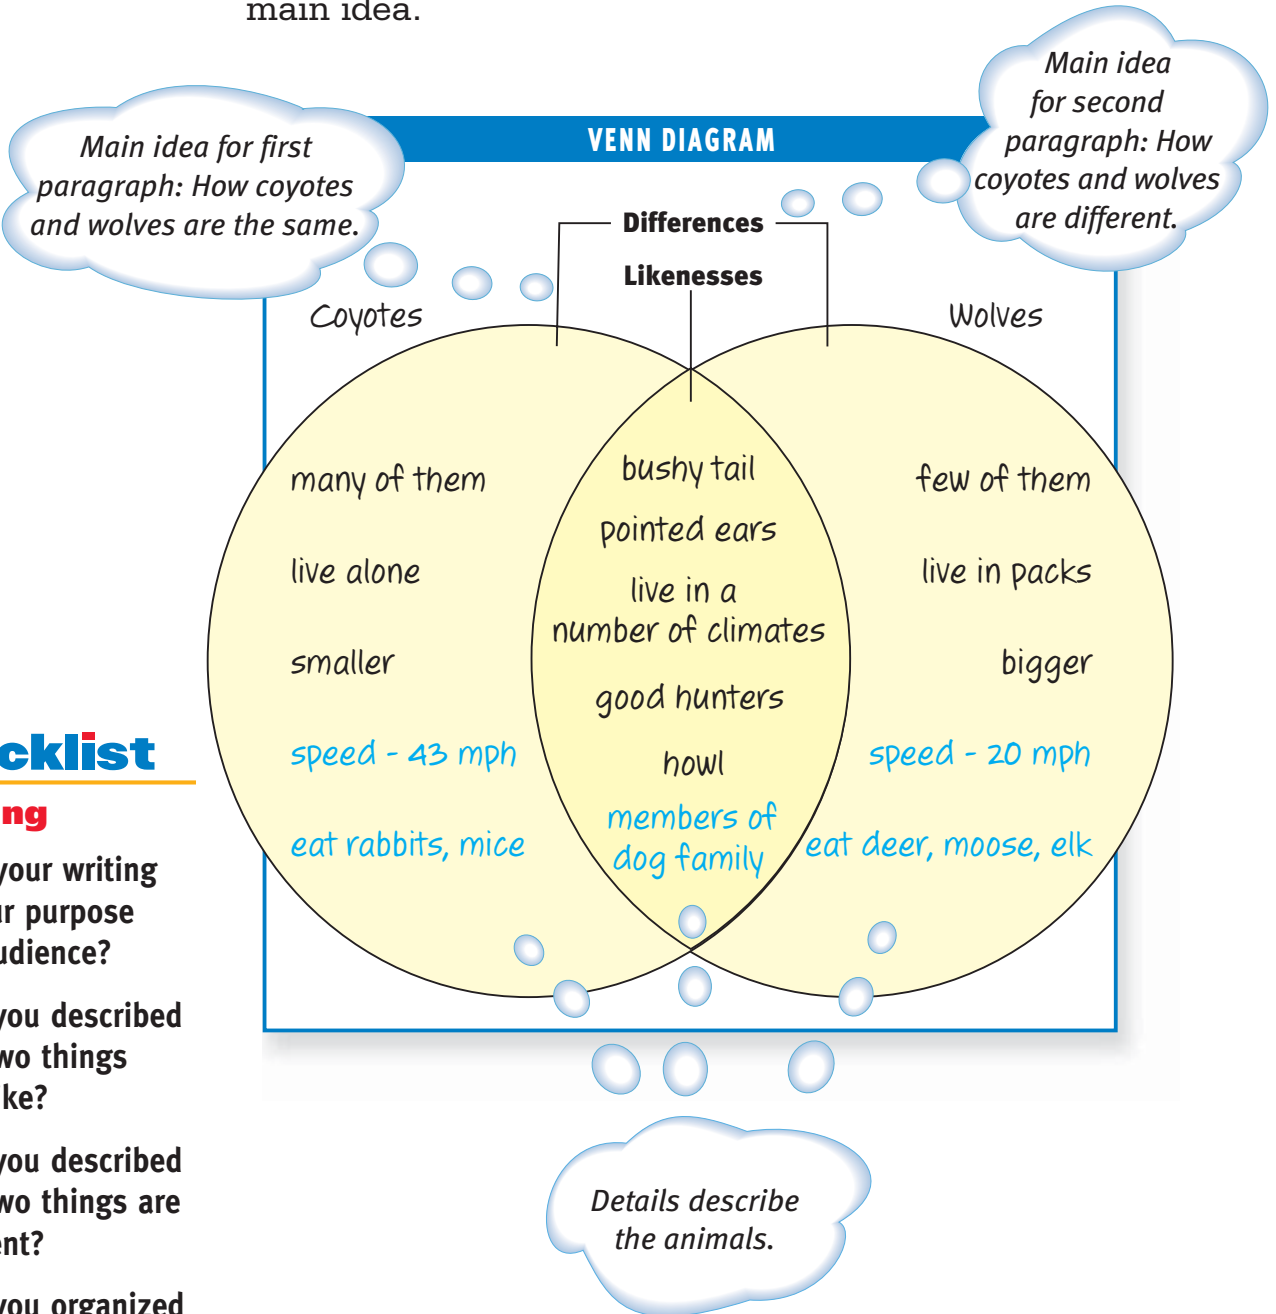 main idea.
Main idea for first
paragraph: How coyotes
and wolves are the same.
VENN DIAGRAM
Main idea
for second
paragraph: How
coyotes and wolves
are different.
Differences
Likenesses
Coyotes
Wolves
many of them
live alone
smaller
speed - 43 mph
eat rabbits, mice
bushy tail
pointed ears
live in a
number of climates
good hunters
howl
members of
dog family
few of them
live in packs
bigger
speed - 20 mph
eat deer, moose, elk
Details describe
the animals.
cklist
ng
your writing
ur purpose
udience?
you described
wo things
ke?
you described
wo things are
ent?
you organized